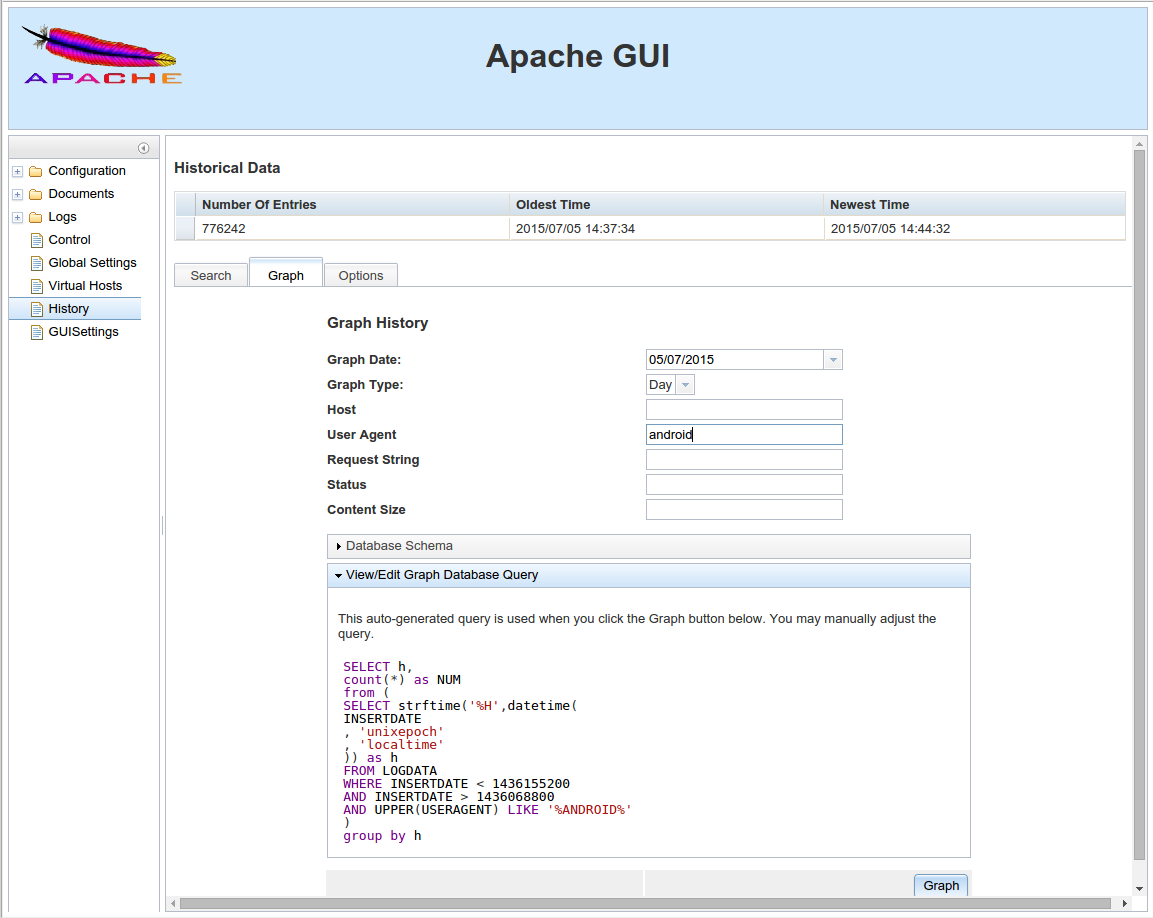 APACHE
Apache GUI
Configuration
Documents
Logs
Control
Global Settings
Virtual Hosts
History
GUISettings
Historical Data
Number Of Entries Oldest Time Newest Time
776242 2015/07/05 14:37:34 2015/07/05 14:44:32
Search Graph Options
Graph History
Graph Date: 05/07/2015
Graph Type: Day
Host
User Agent android
Request String
Status
Content Size
Database Schema
View/Edit Graph Database Query
This auto-generated query is used when you click the Graph button below. You may manually adjust the
query.
SELECT h,
count(*) as NUM
from (
SELECT strftime('%H',datetime(
INSERTDATE
, 'unixepoch'
, 'localtime'
)) as h
FROM LOGDATA
WHERE INSERTDATE < 1436155200
AND INSERTDATE > 1436068800
AND UPPER(USERAGENT) LIKE '%ANDROID%'
)
group by h
Graph